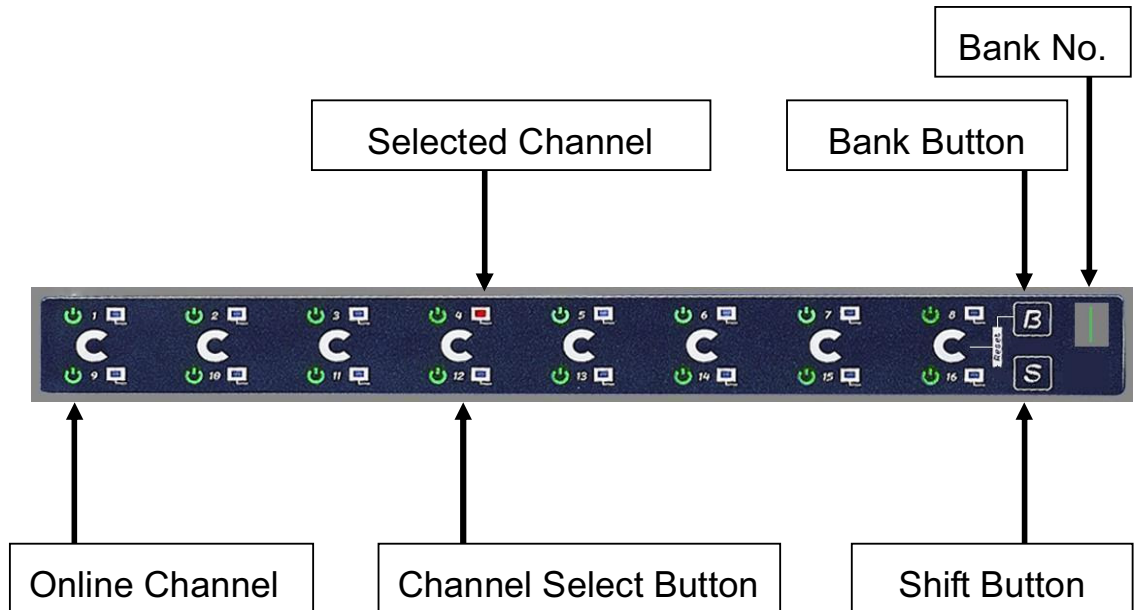 Bank No.
Selected Channel
Bank Button
1 2 3 4 5 6 7 8
B
C C C C C C C C
Reset
9 10 11 12 13 14 15 16
S
Online Channel
Channel Select Button
Shift Button